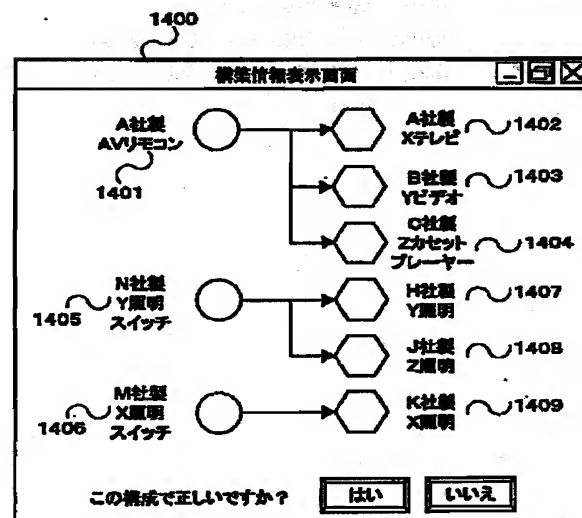 1400
構築情報表示画面
A社製
AVリモコン
1401
A社製
Xテレビ
1402
B社製
Yビデオ
1403
C社製
Zカセット
プレーヤー
1404
1405
N社製
Y照明
スイッチ
H社製
Y照明
1407
J社製
Z照明
1408
1406
M社製
X照明
スイッチ
K社製
X照明
1409
この構成で正しいですか？
はい
いいえ